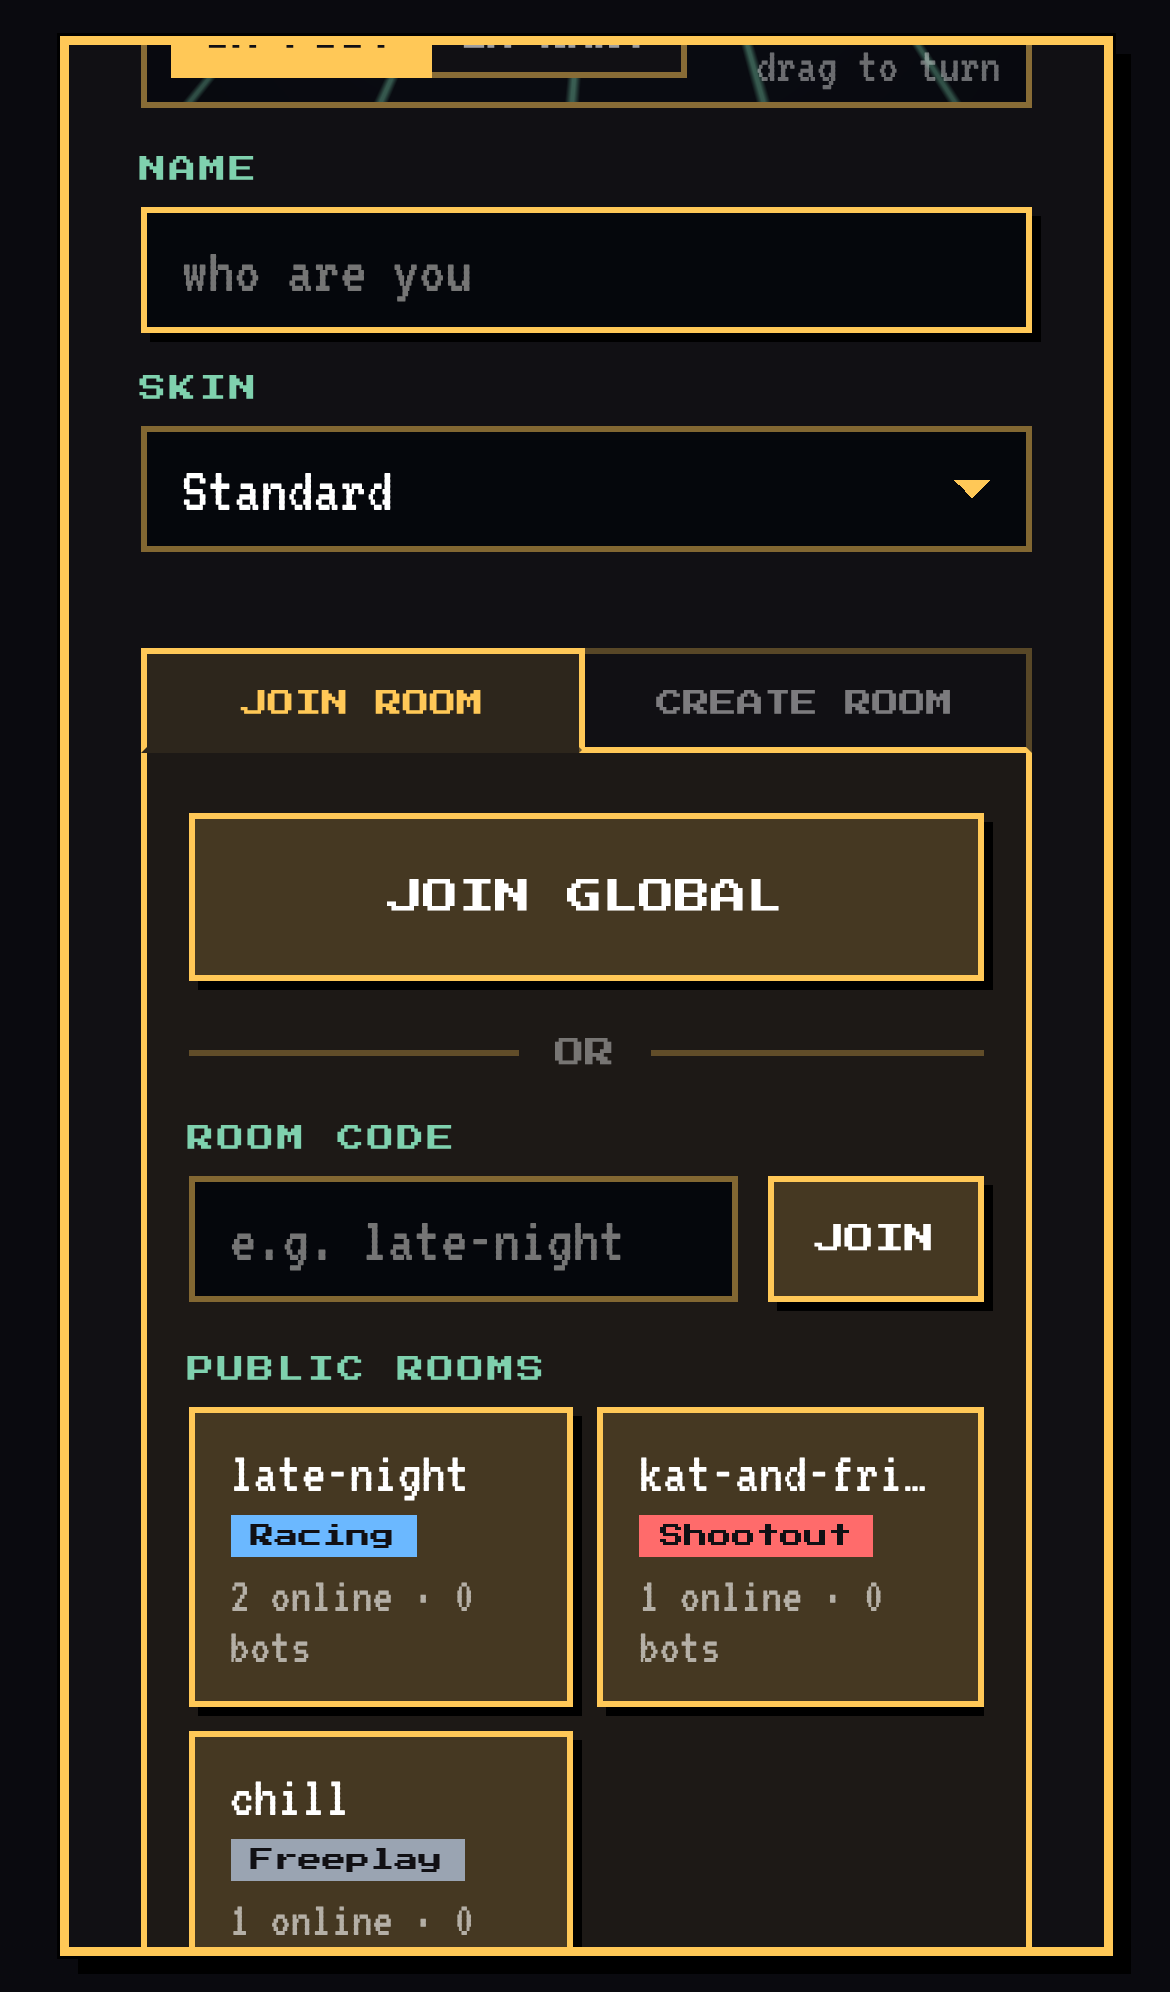 drag to turn
NAME
who are you
SKIN
Standard
JOIN ROOM
CREATE ROOM
JOIN GLOBAL
OR
ROOM CODE
e.g. late-night
JOIN
PUBLIC ROOMS
late-night
Racing
2 online · 0
bots
kat-and-fri…
Shootout
1 online · 0
bots
chill
Freeplay
1 online · 0